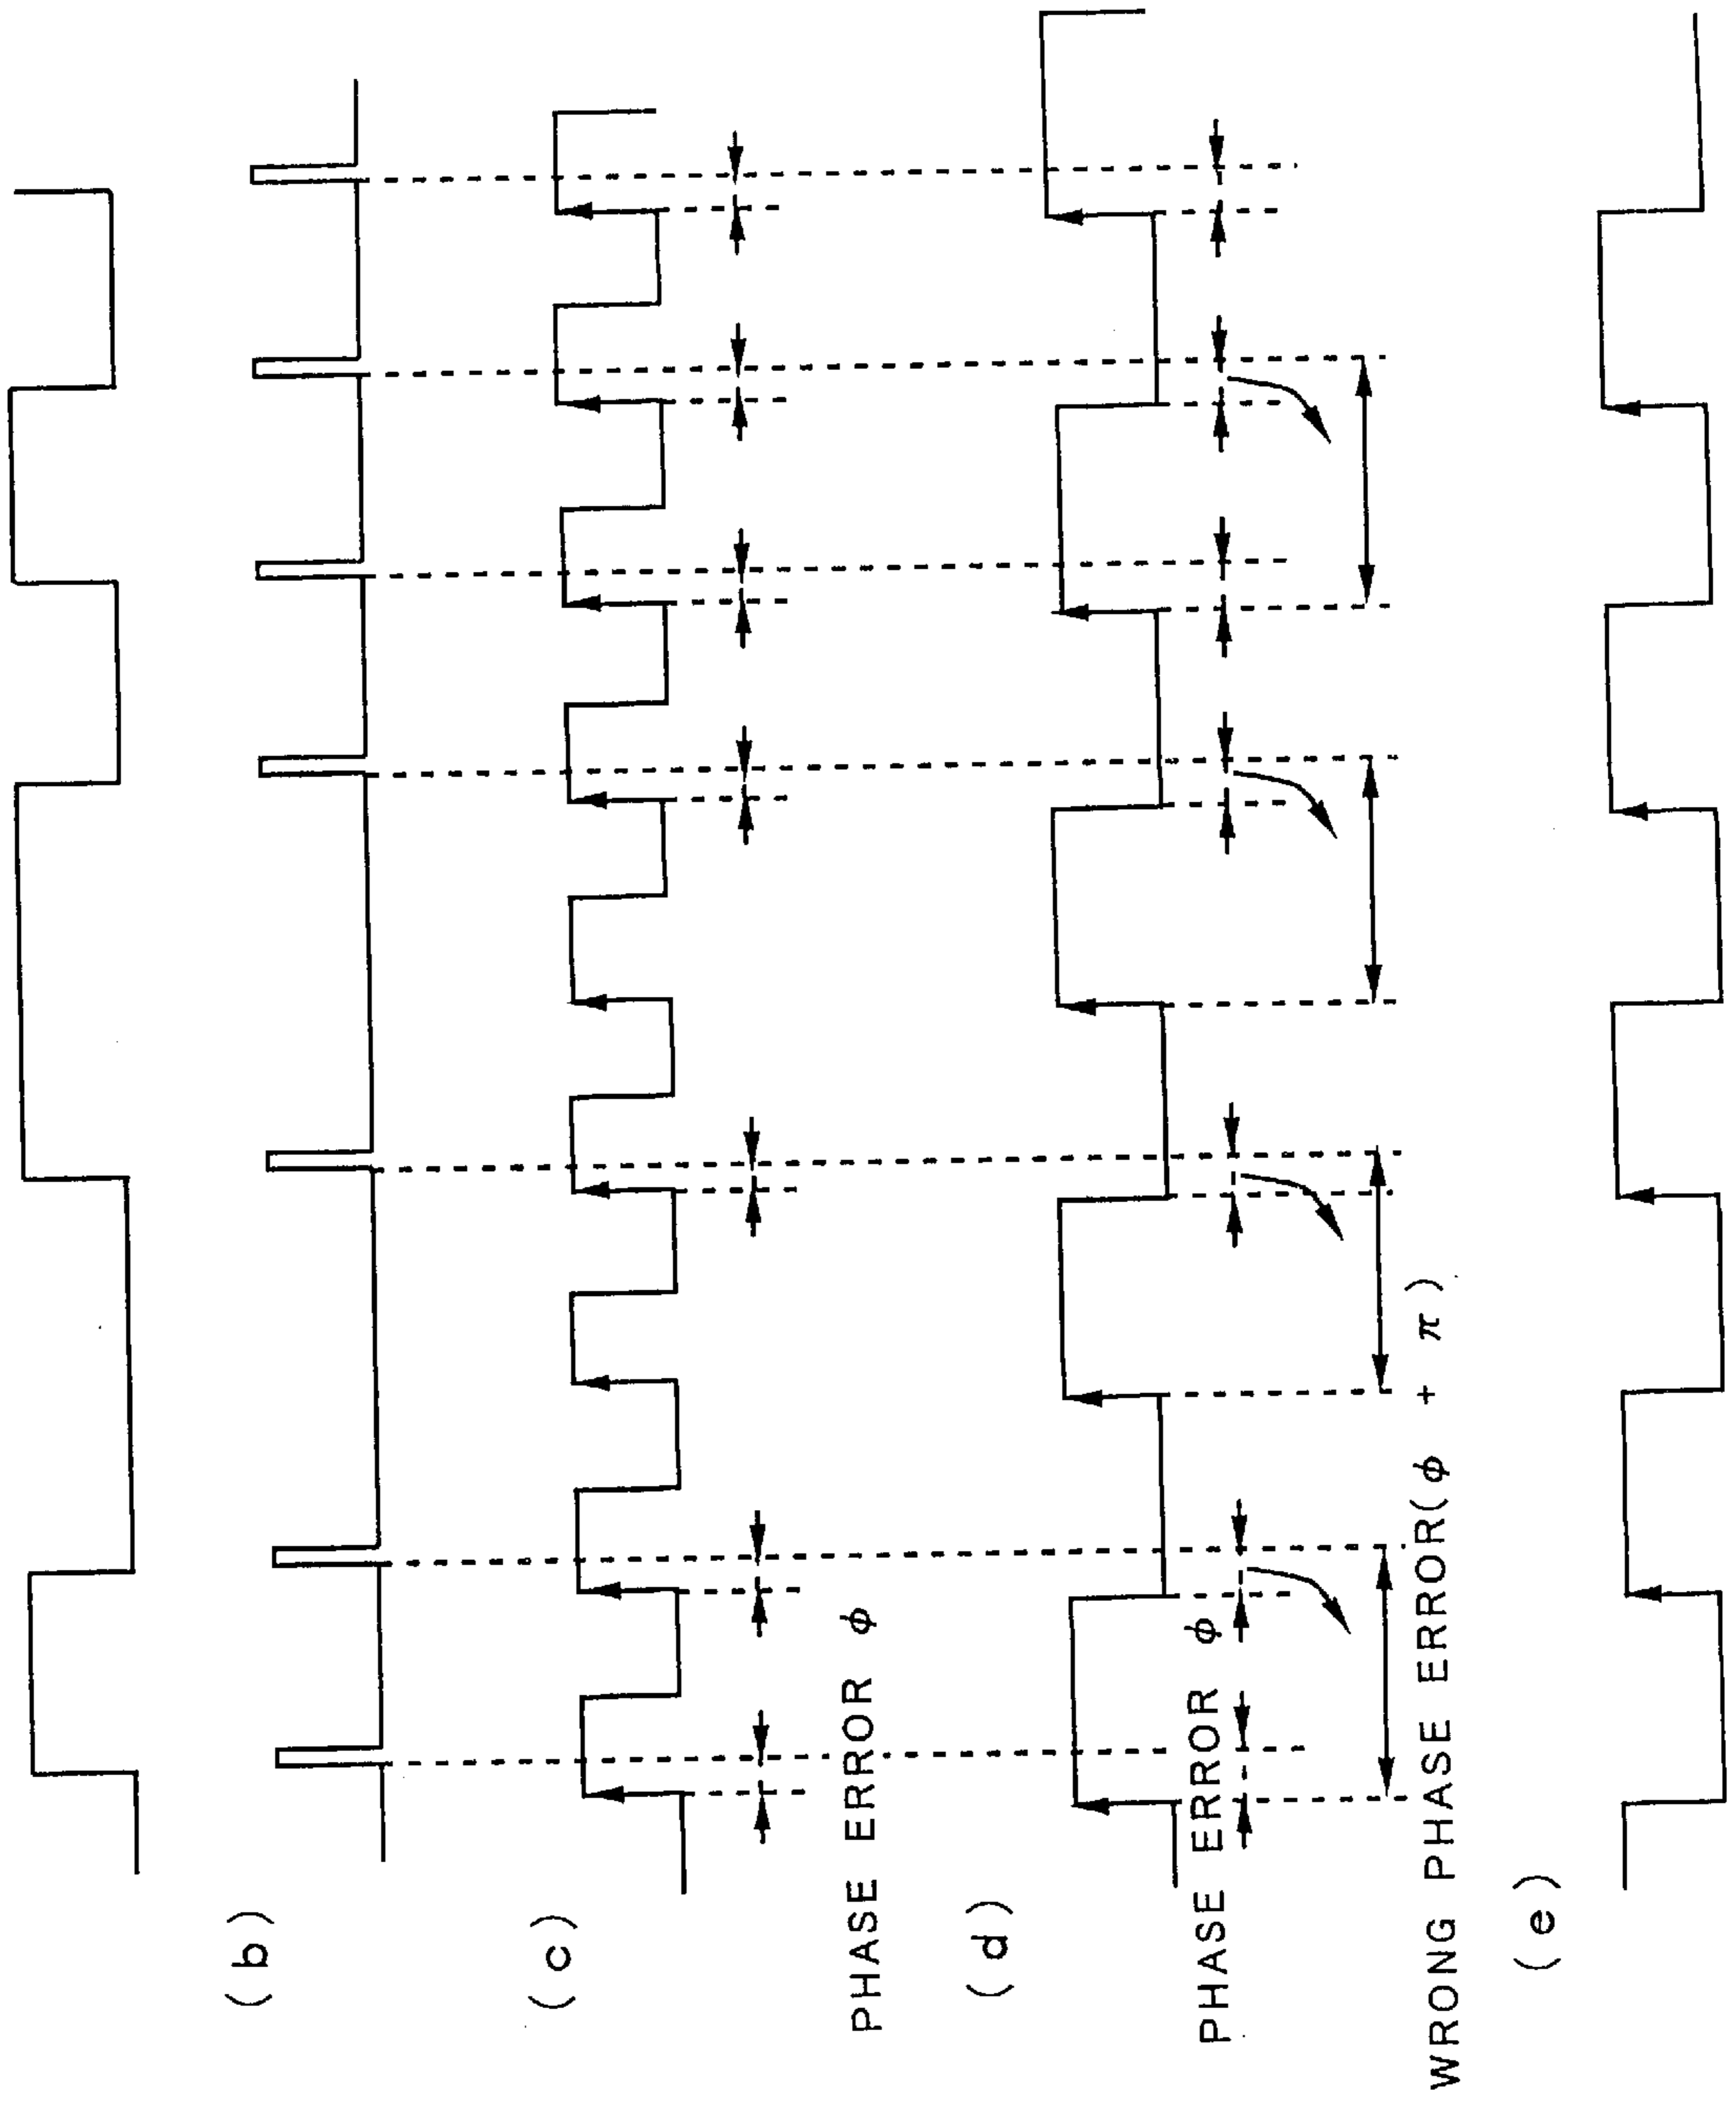 ( b )
( c )
PHASE ERROR ϕ
( d )
PHASE ERROR ϕ
WRONG PHASE ERROR( ϕ + π )
( e )